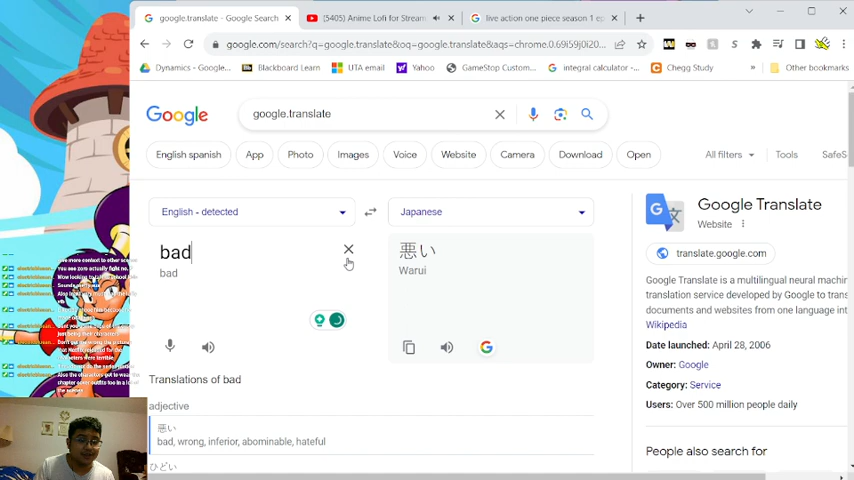 google.translate - Google Search
(5405) Anime Lofi for Stream
live action one piece season 1 ep
google.com/search?q=google.translate&oq=google.translate&aqs=chrome.0.69i59j0i20...
Dynamics - Google...
Blackboard Learn
UTA email
Yahoo
GameStop Custom...
integral calculator -...
Chegg Study
Other bookmarks
Google
google.translate
English spanish
App
Photo
Images
Voice
Website
Camera
Download
Open
All filters
Tools
SafeS
English - detected
Japanese
bad
bad
悪い
Warui
Translations of bad
adjective
悪い
bad, wrong, inferior, abominable, hateful
ひどい
Google Translate
Website
translate.google.com
Google Translate is a multilingual neural machin
translation service developed by Google to trans
documents and websites from one language int
Wikipedia
Date launched: April 28, 2006
Owner: Google
Category: Service
Users: Over 500 million people daily
People also search for